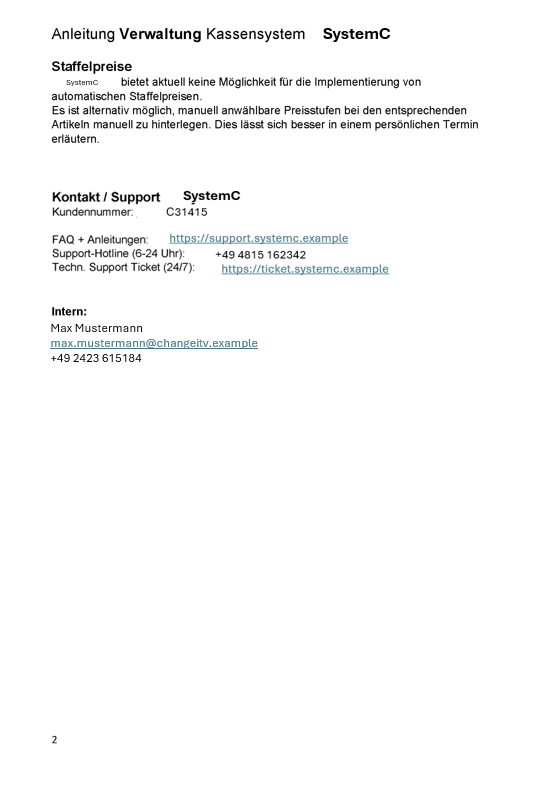 Anleitung Verwaltung Kassensystem SystemC
Staffelpreise
SystemC bietet aktuell keine Möglichkeit für die Implementierung von
automatischen Staffelpreisen.
Es ist alternativ möglich, manuell anwählbare Preisstufen bei den entsprechenden
Artikeln manuell zu hinterlegen. Dies lässt sich besser in einem persönlichen Termin
erläutern.
Kontakt / Support SystemC
Kundennummer: C31415
FAQ + Anleitungen: https://support.systemc.example
Support-Hotline (6-24 Uhr): +49 4815 162342
Techn. Support Ticket (24/7): https://ticket.systemc.example
Intern:
Max Mustermann
max.mustermann@changeitv.example
+49 2423 615184
2